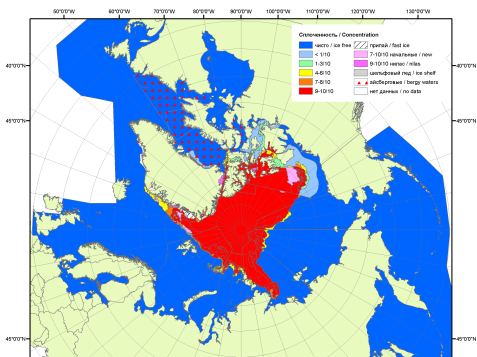 50°0'0"W 60°0'0"W 70°0'0"W 80°0'0"W 90°0'0"W 100°0'0"W 110°0'0"W 120°0'0"W 130°0'0"W
Сплоченность / Concentration
чисто / ice free
припай / fast ice
< 1/10
7-10/10 начальные / new
1-3/10
9-10/10 нилас / nilas
4-6/10
шельфовый лед / ice shelf
7-8/10
айсберговые / bergy waters
9-10/10
нет данных / no data
40°0'0"W
140°0'0"W
45°0'0"N
45°0'0"N
45°0'0"N
45°0'0"N